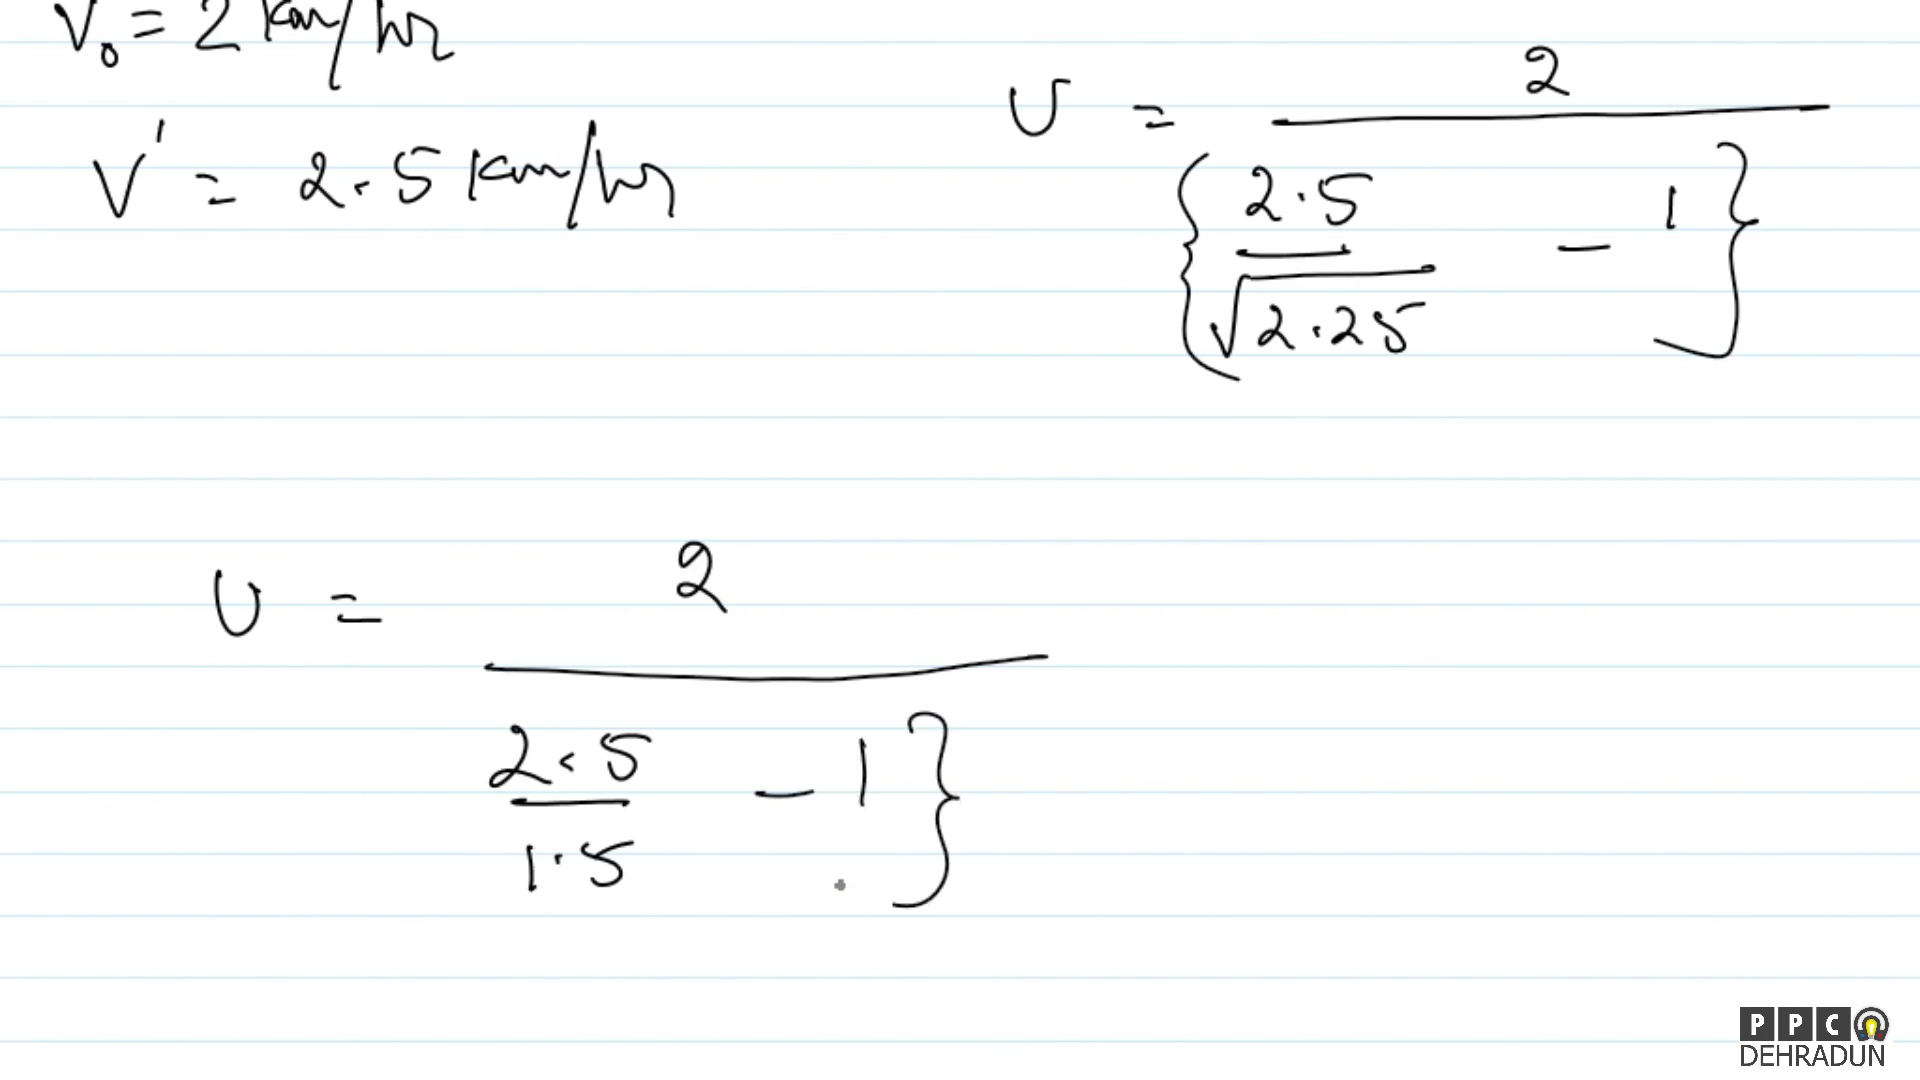 V₀ = 2 km/hr
V' = 2.5 km/hr
U = 2 / { 2.5 / √2.25 − 1 }
U = 2 / 2.5 / 1.5 − 1 }
PPC
DEHRADUN